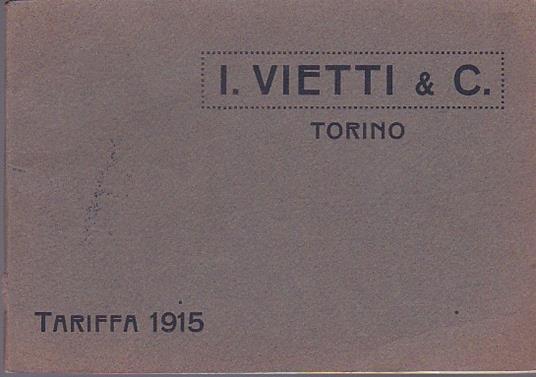 I. VIETTI & C.
TORINO
TARIFFA 1915